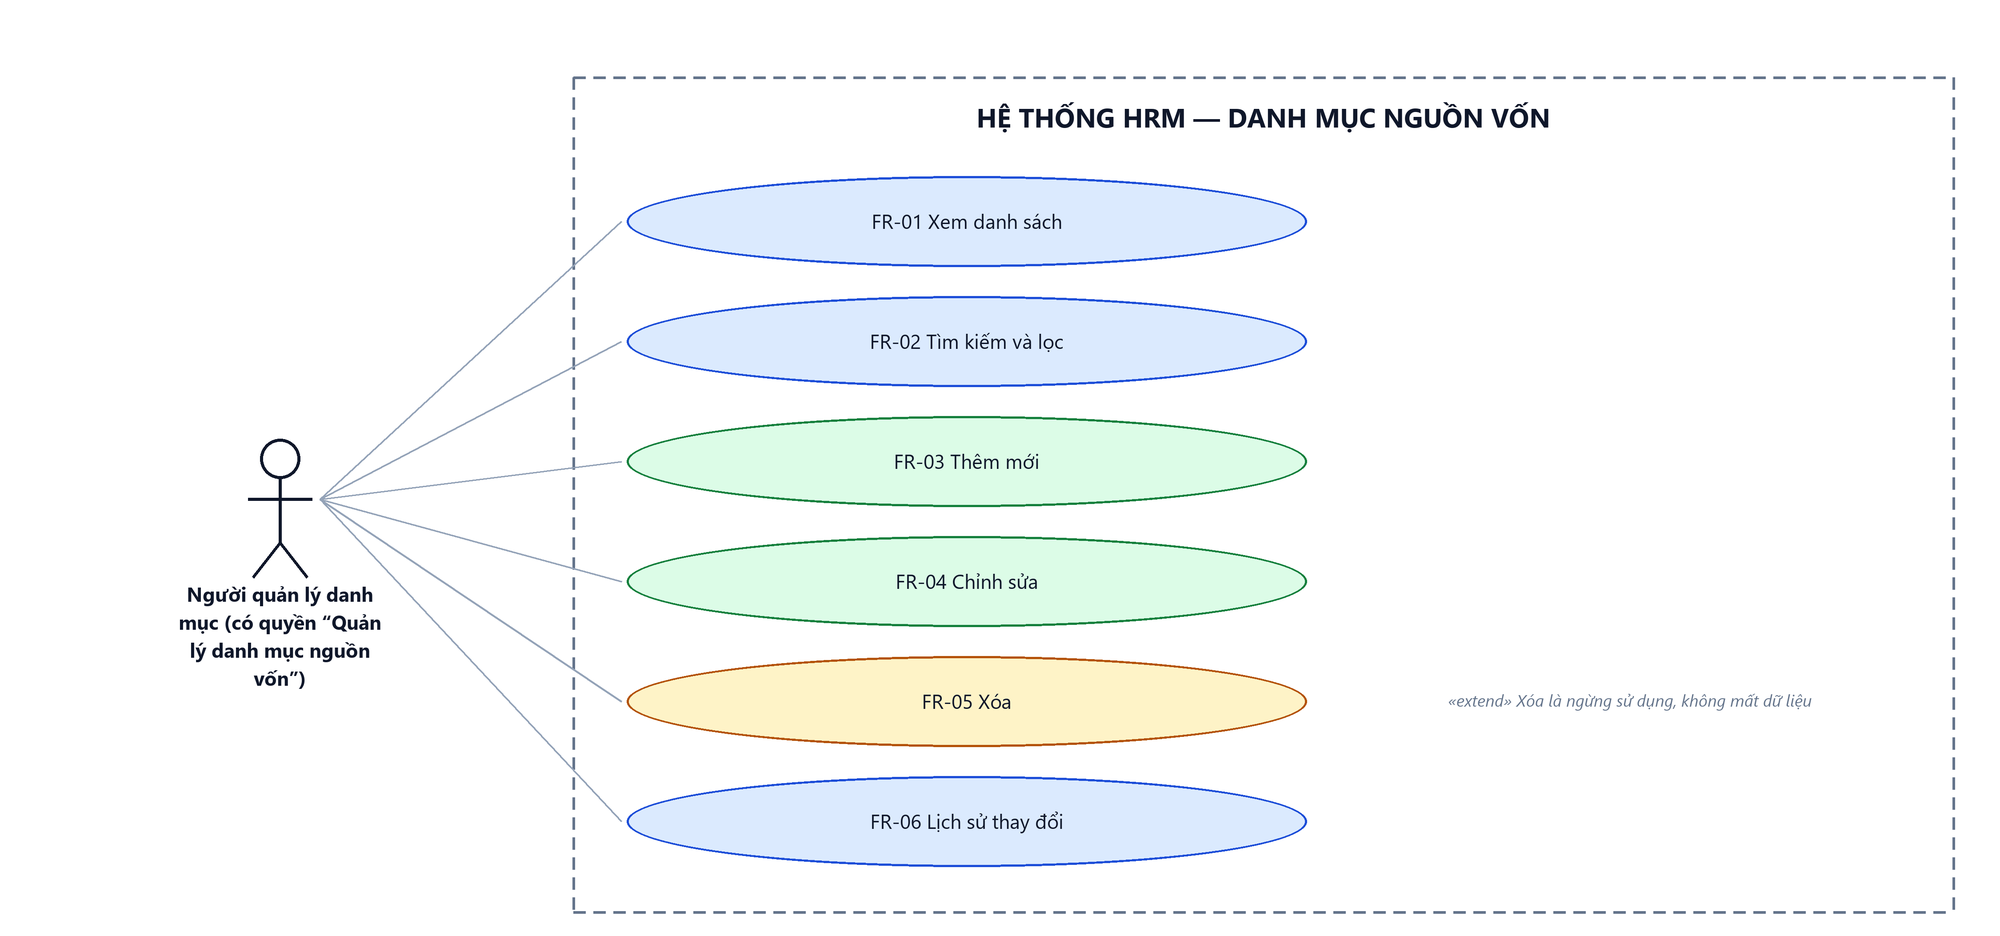 HỆ THỐNG HRM — DANH MỤC NGUỒN VỐN
FR-01 Xem danh sách
FR-02 Tìm kiếm và lọc
FR-03 Thêm mới
FR-04 Chỉnh sửa
Người quản lý danh
mục (có quyền “Quản
lý danh mục nguồn
vốn”)
FR-05 Xóa
«extend» Xóa là ngừng sử dụng, không mất dữ liệu
FR-06 Lịch sử thay đổi